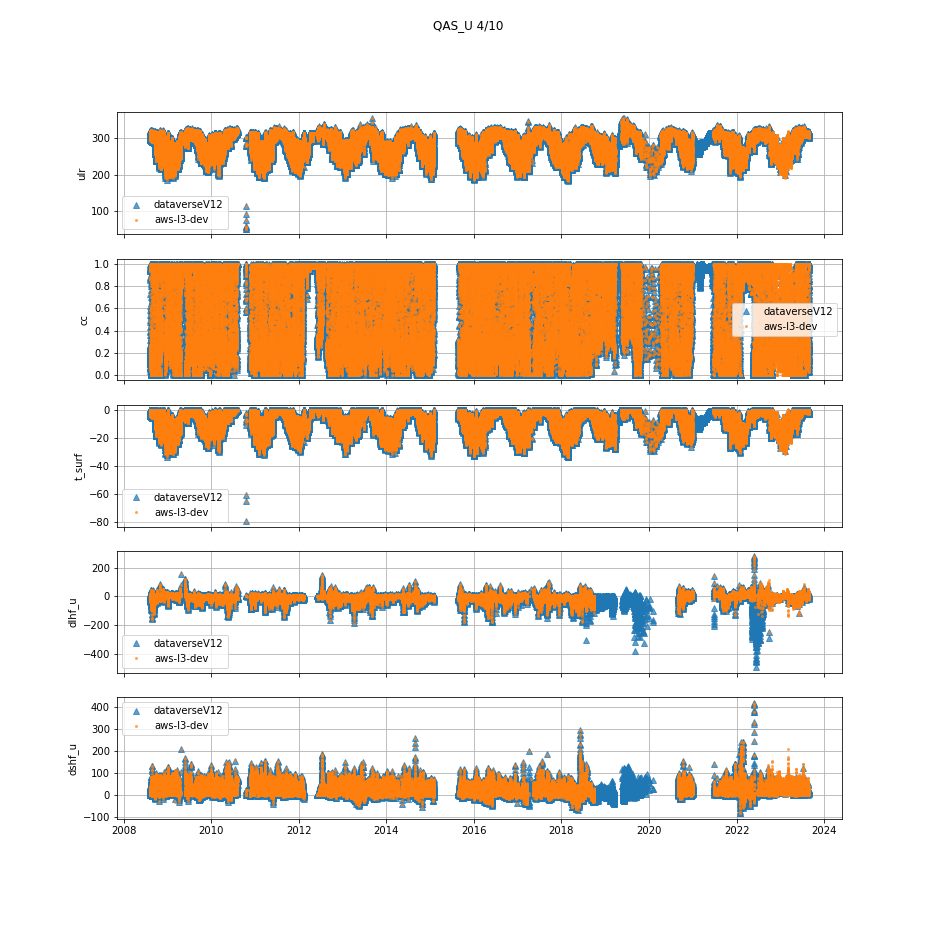 QAS_U 4/10
ulr
300
200
100
dataverseV12
aws-l3-dev
cc
1.0
0.8
0.6
0.4
0.2
0.0
dataverseV12
aws-l3-dev
t_surf
0
−20
−40
−60
−80
dataverseV12
aws-l3-dev
dlhf_u
200
0
−200
−400
dataverseV12
aws-l3-dev
dshf_u
400
300
200
100
0
−100
dataverseV12
aws-l3-dev
2008 2010 2012 2014 2016 2018 2020 2022 2024